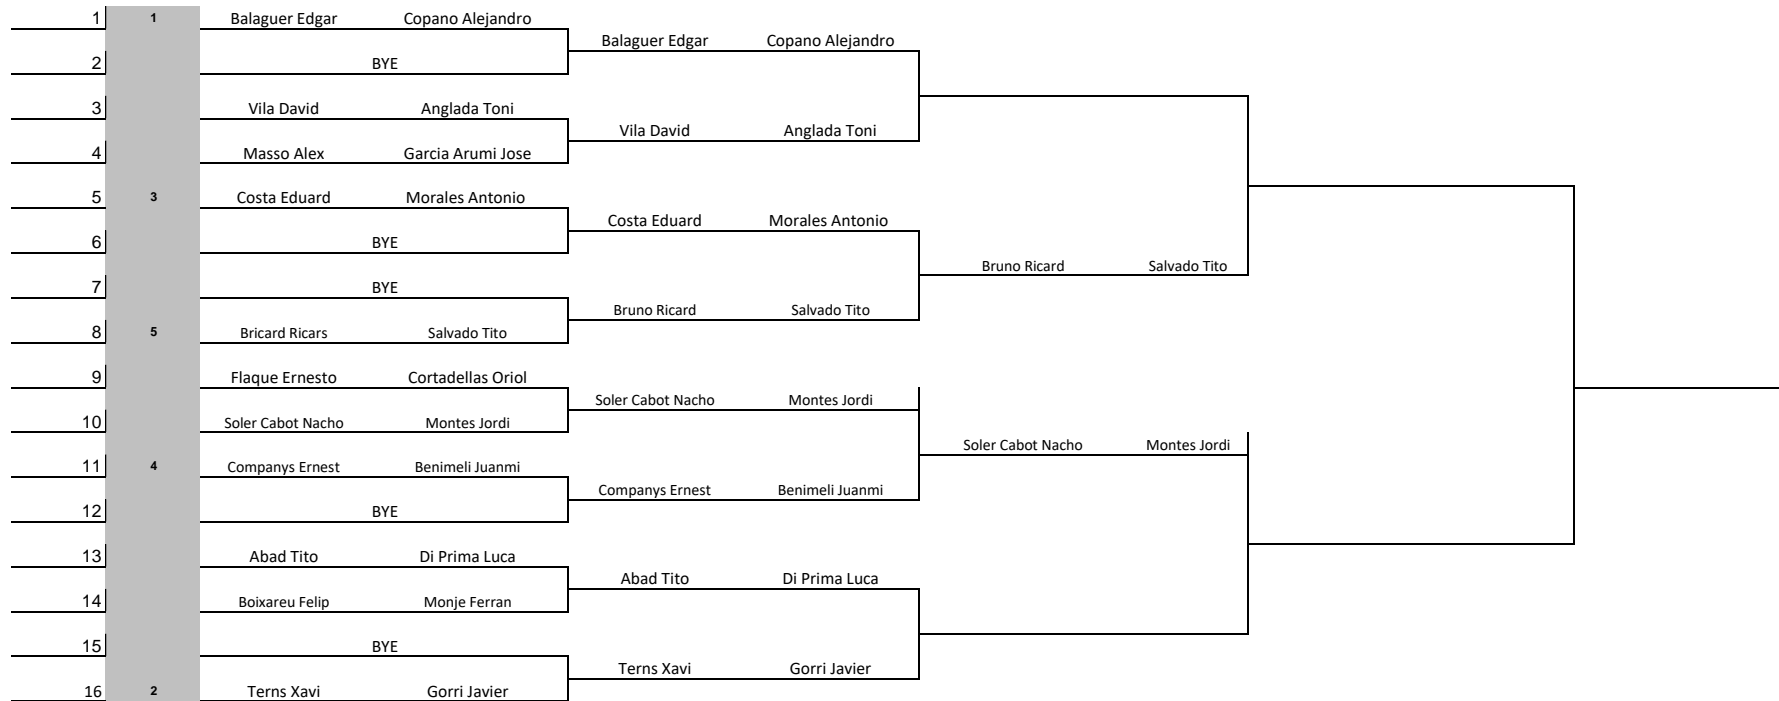 1 1 Balaguer Edgar Copano Alejandro
Balaguer Edgar Copano Alejandro
2 BYE
3 Vila David Anglada Toni
Vila David Anglada Toni
4 Masso Alex Garcia Arumi Jose
5 3 Costa Eduard Morales Antonio
Costa Eduard Morales Antonio
6 BYE
Bruno Ricard Salvado Tito
7 BYE
Bruno Ricard Salvado Tito
8 5 Bricard Ricars Salvado Tito
9 Flaque Ernesto Cortadellas Oriol
Soler Cabot Nacho Montes Jordi
10 Soler Cabot Nacho Montes Jordi
Soler Cabot Nacho Montes Jordi
11 4 Companys Ernest Benimeli Juanmi
Companys Ernest Benimeli Juanmi
12 BYE
13 Abad Tito Di Prima Luca
Abad Tito Di Prima Luca
14 Boixareu Felip Monje Ferran
15 BYE
Terns Xavi Gorri Javier
16 2 Terns Xavi Gorri Javier